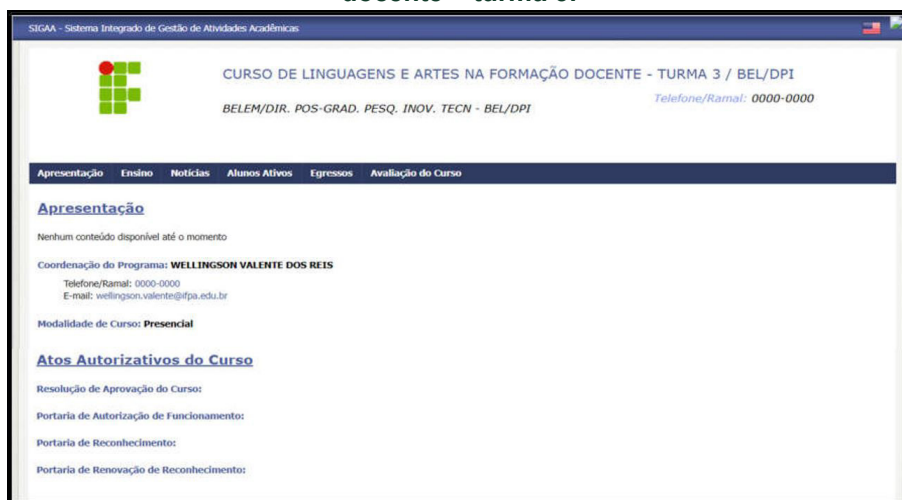 docente – turma 3.
SIGAA - Sistema Integrado de Gestão de Atividades Acadêmicas
CURSO DE LINGUAGENS E ARTES NA FORMAÇÃO DOCENTE - TURMA 3 / BEL/DPI
Telefone/Ramal: 0000-0000
BELEM/DIR. POS-GRAD. PESQ. INOV. TECN - BEL/DPI
Apresentação Ensino Notícias Alunos Ativos Egressos Avaliação do Curso
Apresentação
Nenhum conteúdo disponível até o momento
Coordenação do Programa: WELLINGSON VALENTE DOS REIS
Telefone/Ramal: 0000-0000
E-mail: wellingson.valente@ifpa.edu.br
Modalidade de Curso: Presencial
Atos Autorizativos do Curso
Resolução de Aprovação do Curso:
Portaria de Autorização de Funcionamento:
Portaria de Reconhecimento:
Portaria de Renovação de Reconhecimento: